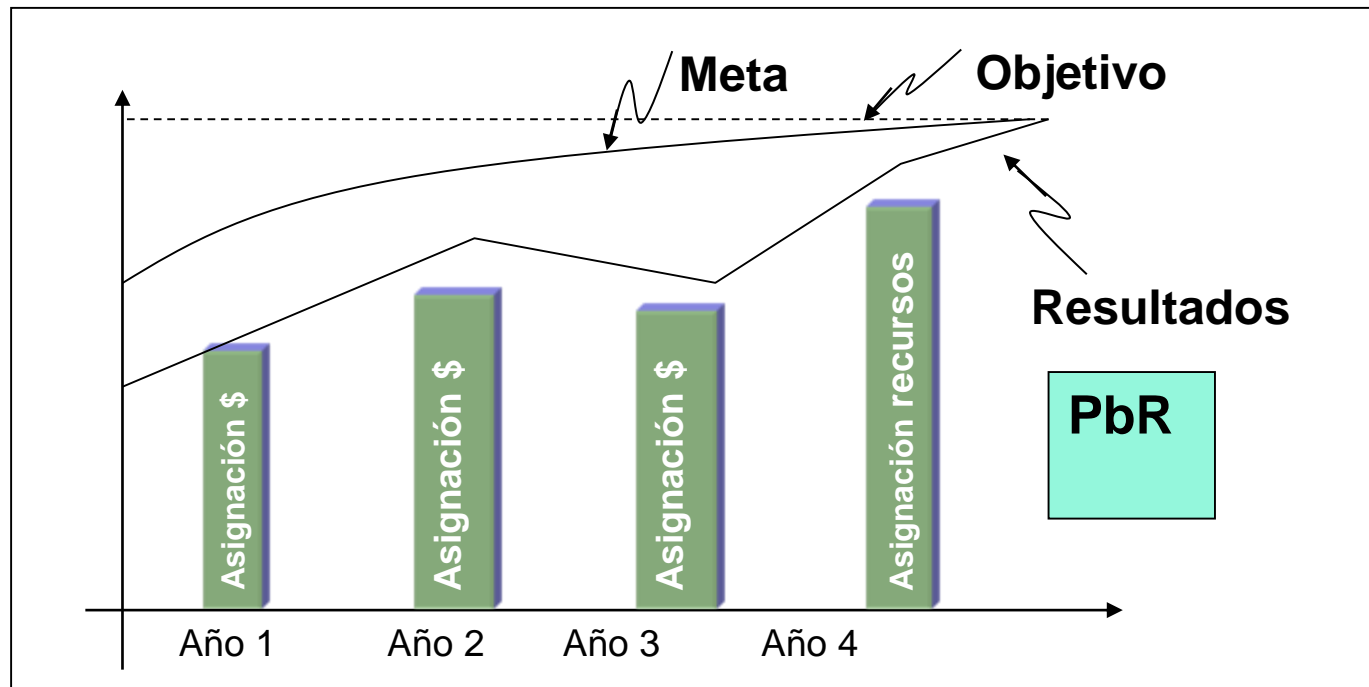 Meta
Objetivo
Resultados
PbR
Asignación $
Asignación $
Asignación $
Asignación recursos
Año 1
Año 2
Año 3
Año 4